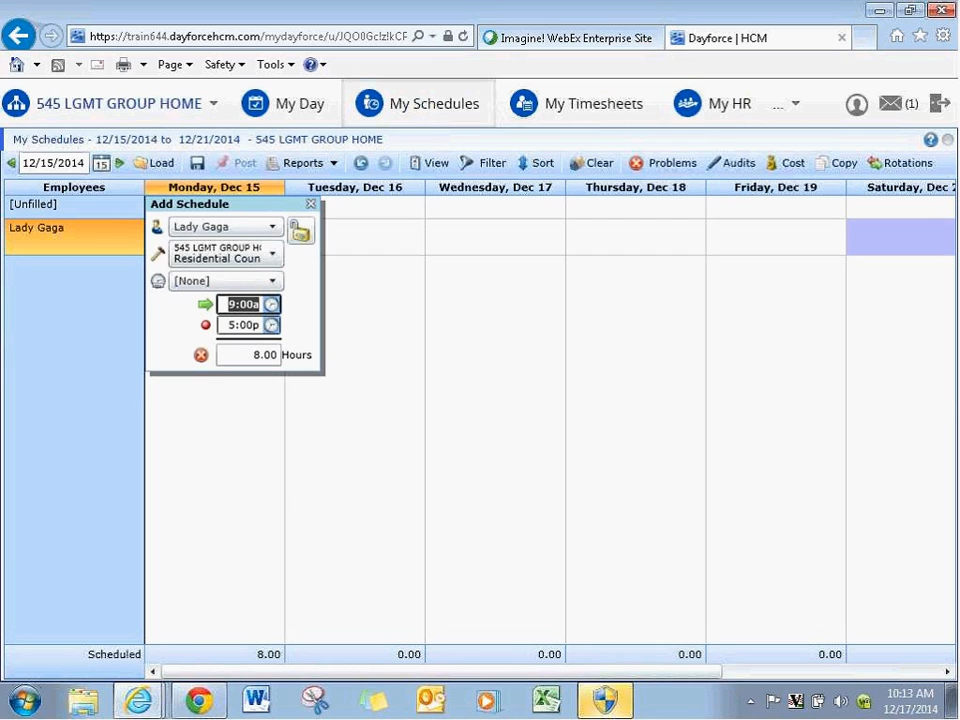 https://train644.dayforcehcm.com/mydayforce/u/JQO0GclzlkCF
Imagine! WebEx Enterprise Site
Dayforce | HCM
Page Safety Tools
545 LGMT GROUP HOME My Day My Schedules My Timesheets My HR ... (1)
My Schedules - 12/15/2014 to 12/21/2014 - 545 LGMT GROUP HOME
12/15/2014 15 Load Post Reports View Filter Sort Clear Problems Audits Cost Copy Rotations
Employees Monday, Dec 15 Tuesday, Dec 16 Wednesday, Dec 17 Thursday, Dec 18 Friday, Dec 19 Saturday, Dec 2
[Unfilled]
Add Schedule
Lady Gaga
Lady Gaga
545 LGMT GROUP H
Residential Coun
[None]
9:00a
5:00p
8.00 Hours
Scheduled 8.00 0.00 0.00 0.00 0.00
10:13 AM
12/17/2014